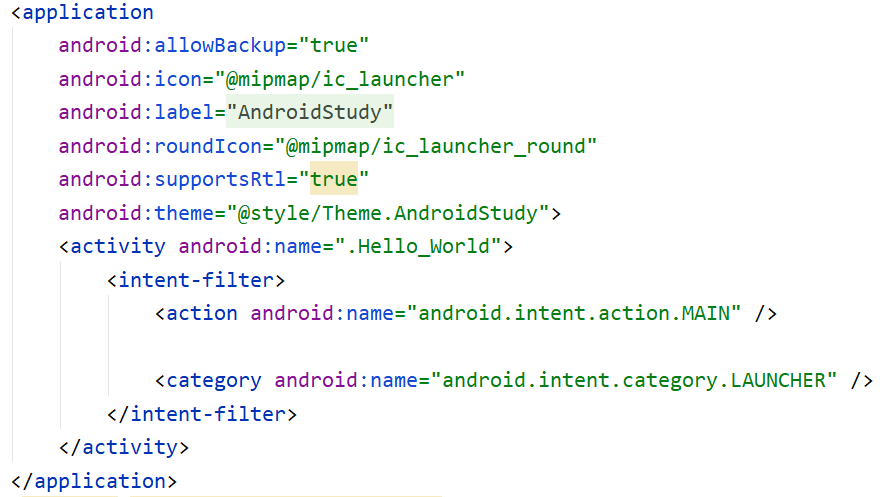 <application
android:allowBackup="true"
android:icon="@mipmap/ic_launcher"
android:label="AndroidStudy"
android:roundIcon="@mipmap/ic_launcher_round"
android:supportsRtl="true"
android:theme="@style/Theme.AndroidStudy">
<activity android:name=".Hello_World">
<intent-filter>
<action android:name="android.intent.action.MAIN" />
<category android:name="android.intent.category.LAUNCHER" />
</intent-filter>
</activity>
</application>